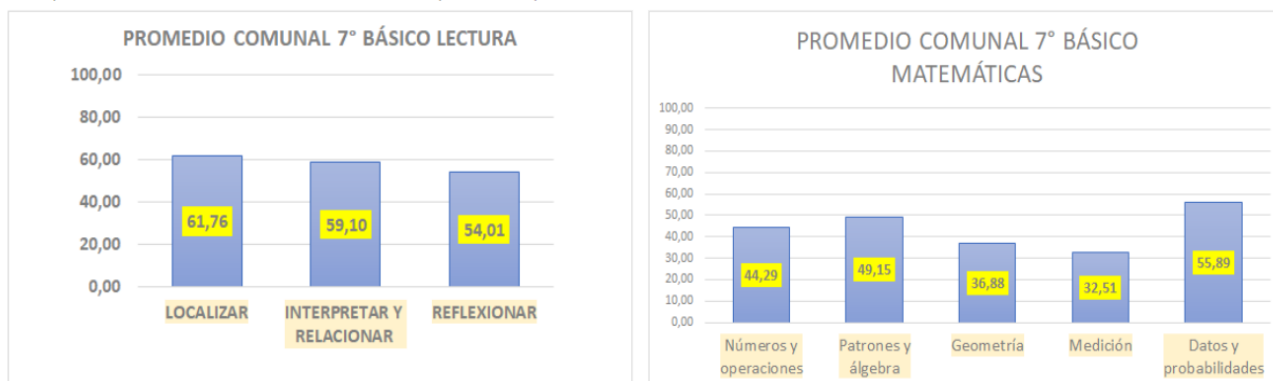 PROMEDIO COMUNAL 7° BÁSICO LECTURA
100,00
80,00
60,00
40,00
20,00
0,00
61,76
59,10
54,01
LOCALIZAR
INTERPRETAR Y
RELACIONAR
REFLEXIONAR
PROMEDIO COMUNAL 7° BÁSICO
MATEMÁTICAS
100,00
90,00
80,00
70,00
60,00
50,00
40,00
30,00
20,00
10,00
0,00
44,29
49,15
36,88
32,51
55,89
Números y
operaciones
Patrones y
álgebra
Geometría
Medición
Datos y
probabilidades